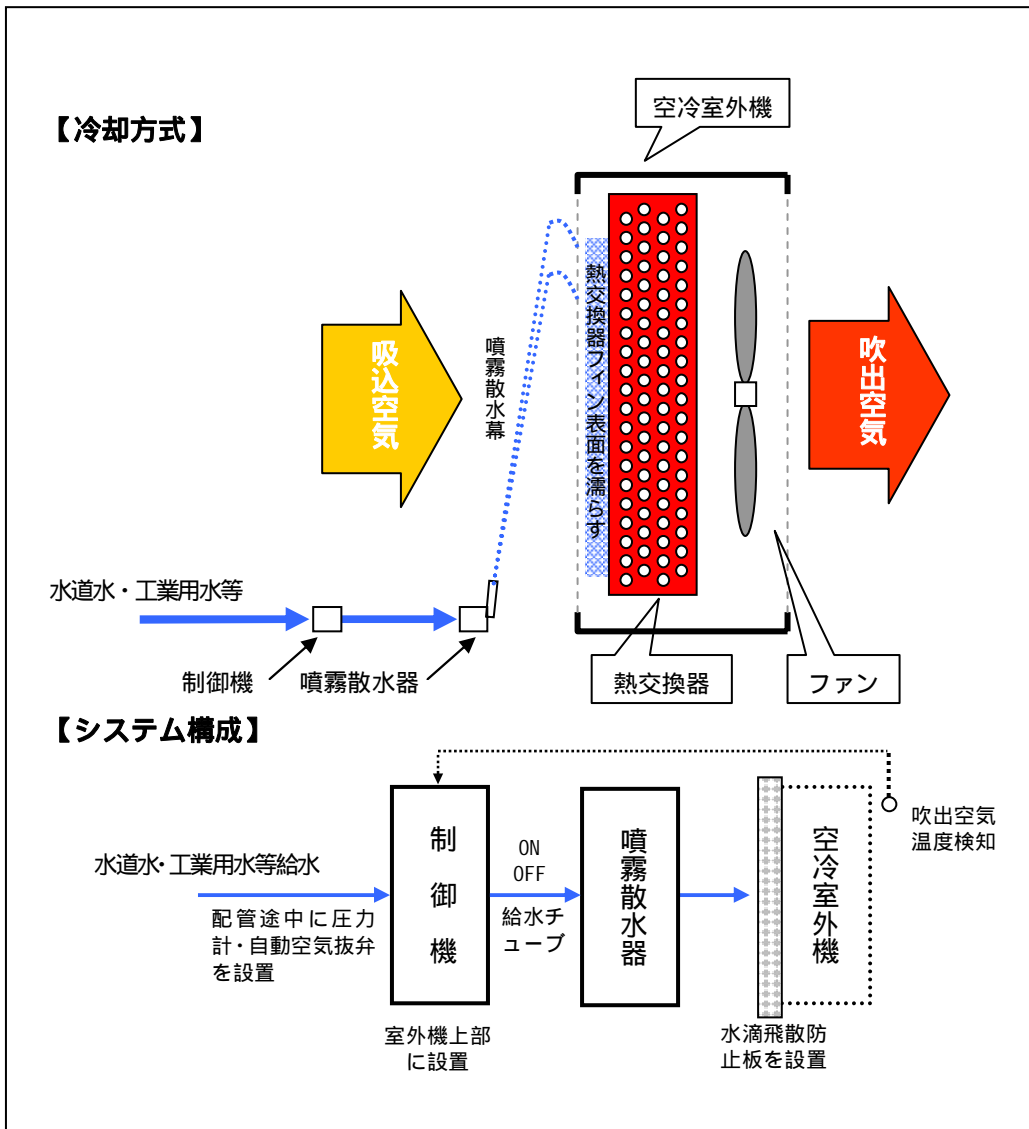 【冷却方式】
空冷室外機
吸込空気
噴霧散水幕
熱交換器フィン表面を濡らす
吹出空気
水道水・工業用水等
制御機
噴霧散水器
熱交換器
ファン
【システム構成】
吹出空気
温度検知
水道水・工業用水等給水
配管途中に圧力
計・自動空気抜弁
を設置
制御機
ON
OFF
給水チ
ューブ
噴霧散水器
空冷室外機
室外機上部
に設置
水滴飛散防
止板を設置